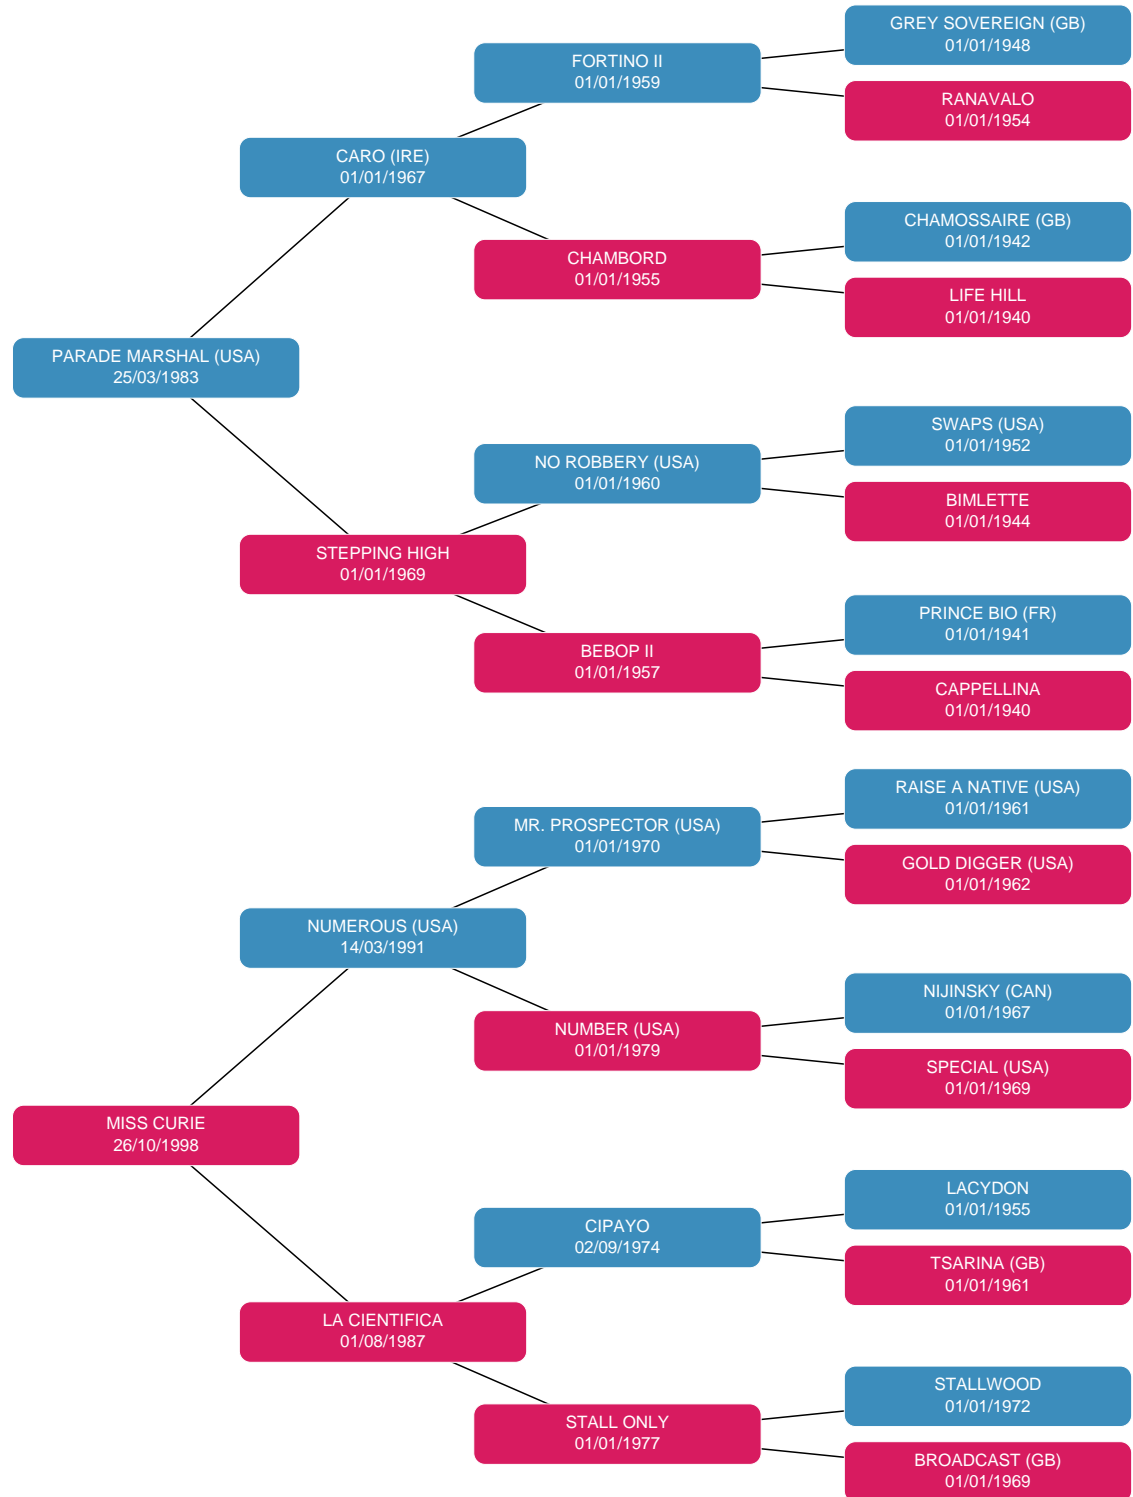 GREY SOVEREIGN (GB)
01/01/1948
FORTINO II
01/01/1959
RANAVALO
01/01/1954
CARO (IRE)
01/01/1967
CHAMOSSAIRE (GB)
01/01/1942
CHAMBORD
01/01/1955
LIFE HILL
01/01/1940
PARADE MARSHAL (USA)
25/03/1983
SWAPS (USA)
01/01/1952
NO ROBBERY (USA)
01/01/1960
BIMLETTE
01/01/1944
STEPPING HIGH
01/01/1969
PRINCE BIO (FR)
01/01/1941
BEBOP II
01/01/1957
CAPPELLINA
01/01/1940
RAISE A NATIVE (USA)
01/01/1961
MR. PROSPECTOR (USA)
01/01/1970
GOLD DIGGER (USA)
01/01/1962
NUMEROUS (USA)
14/03/1991
NIJINSKY (CAN)
01/01/1967
NUMBER (USA)
01/01/1979
SPECIAL (USA)
01/01/1969
MISS CURIE
26/10/1998
LACYDON
01/01/1955
CIPAYO
02/09/1974
TSARINA (GB)
01/01/1961
LA CIENTIFICA
01/08/1987
STALLWOOD
01/01/1972
STALL ONLY
01/01/1977
BROADCAST (GB)
01/01/1969